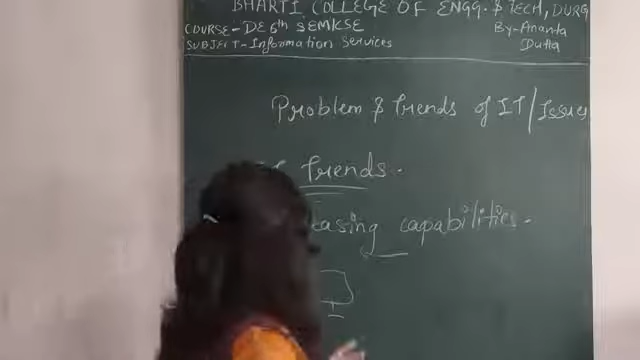 BHARTI COLLEGE OF ENGG. & TECH, DURG
COURSE - DE 6th SEM/CSE
By- Ananta
SUBJECT - Information Services
Dutta
Problem & Trends of IT/Issues
Trends.
capabilities.